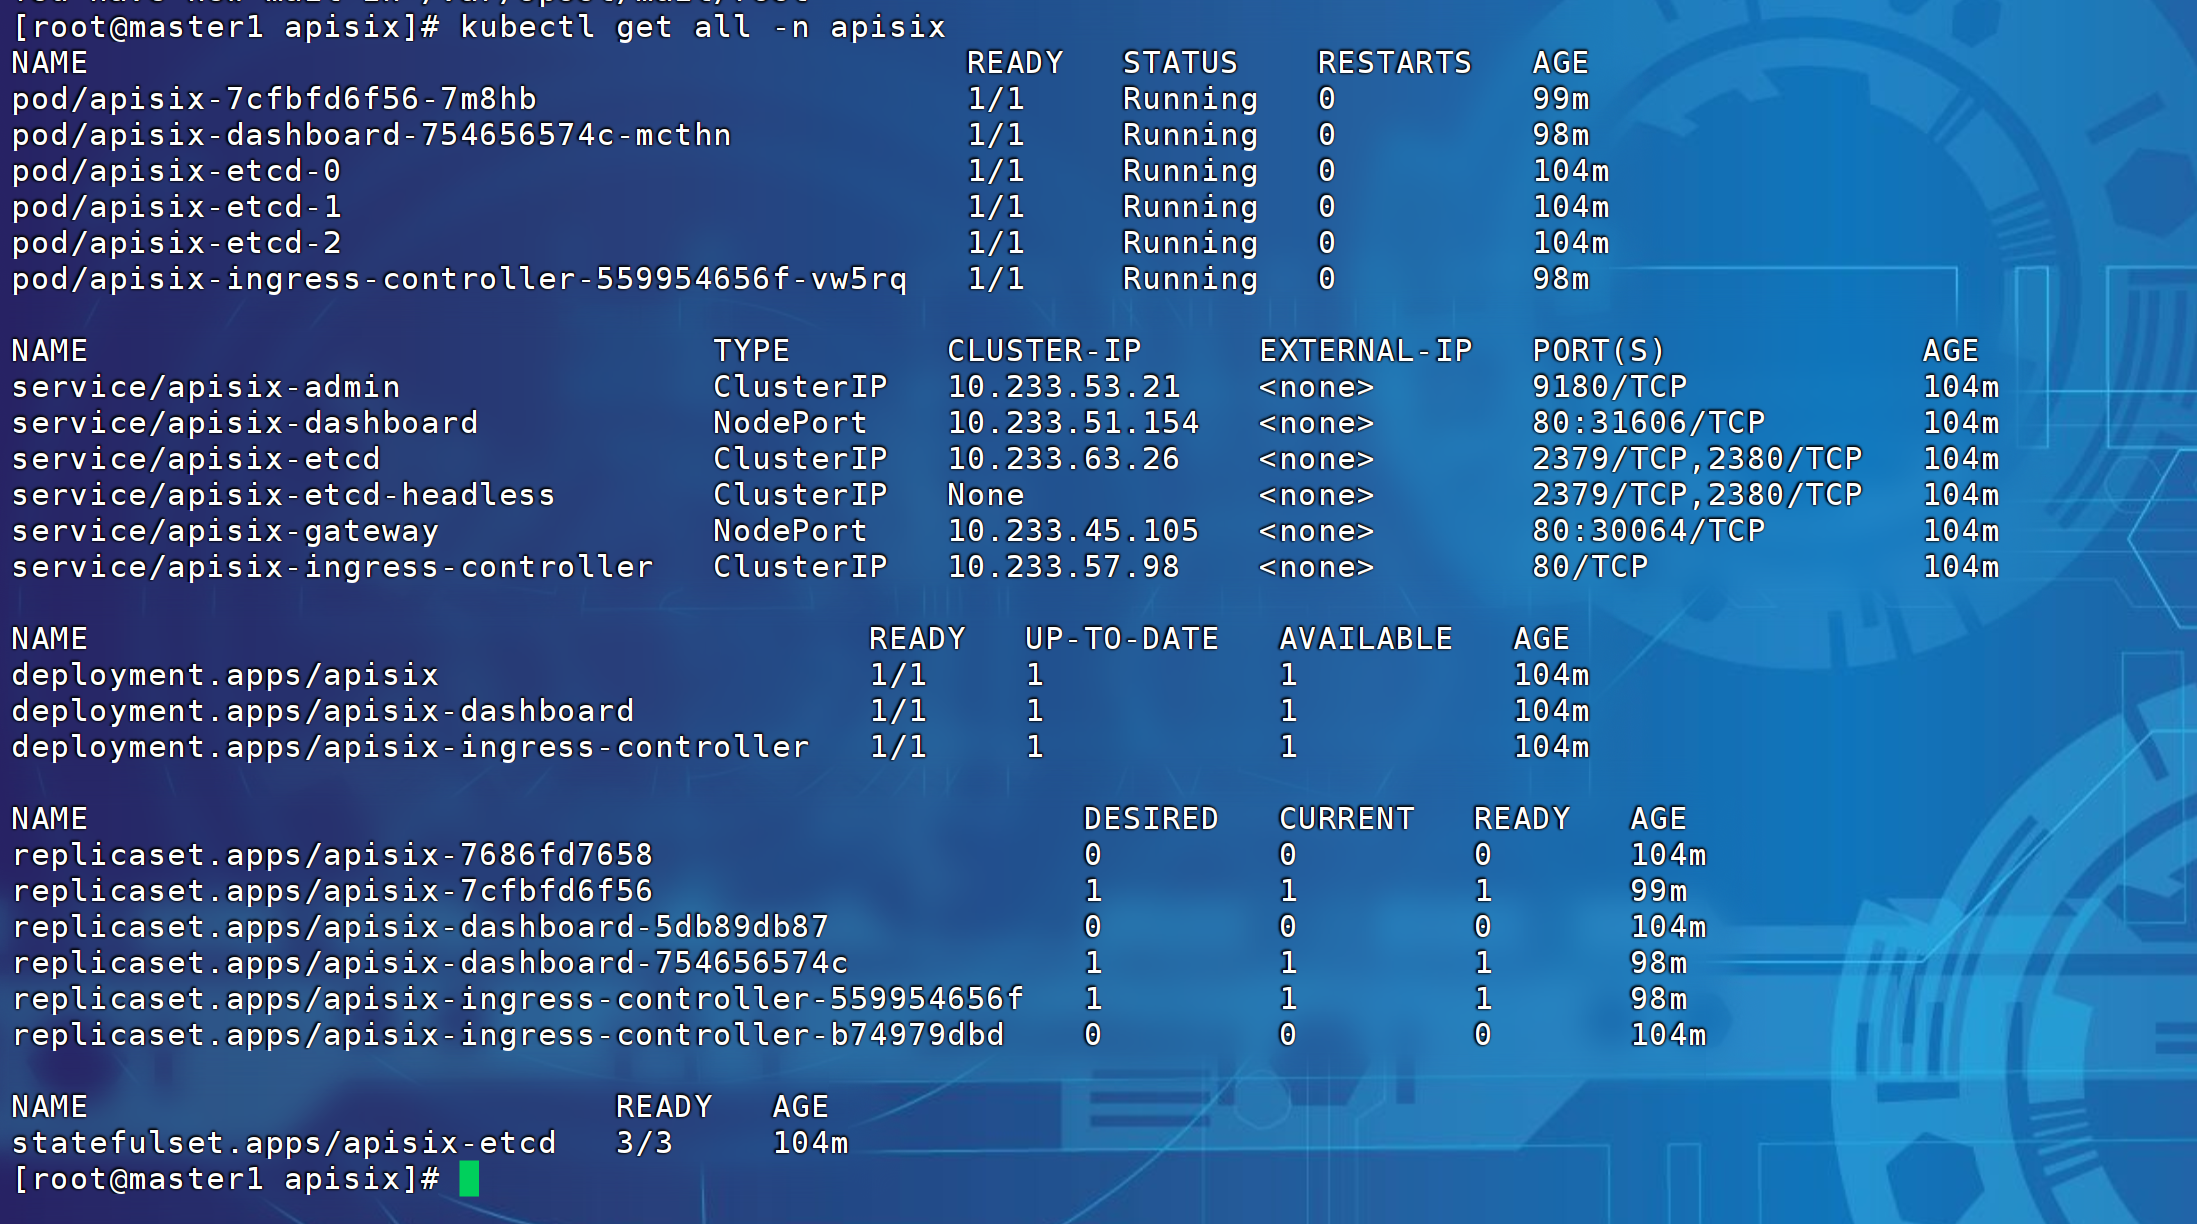 [root@master1 apisix]# kubectl get all -n apisix
NAME READY STATUS RESTARTS AGE
pod/apisix-7cfbfd6f56-7m8hb 1/1 Running 0 99m
pod/apisix-dashboard-754656574c-mcthn 1/1 Running 0 98m
pod/apisix-etcd-0 1/1 Running 0 104m
pod/apisix-etcd-1 1/1 Running 0 104m
pod/apisix-etcd-2 1/1 Running 0 104m
pod/apisix-ingress-controller-559954656f-vw5rq 1/1 Running 0 98m
NAME TYPE CLUSTER-IP EXTERNAL-IP PORT(S) AGE
service/apisix-admin ClusterIP 10.233.53.21 <none> 9180/TCP 104m
service/apisix-dashboard NodePort 10.233.51.154 <none> 80:31606/TCP 104m
service/apisix-etcd ClusterIP 10.233.63.26 <none> 2379/TCP,2380/TCP 104m
service/apisix-etcd-headless ClusterIP None <none> 2379/TCP,2380/TCP 104m
service/apisix-gateway NodePort 10.233.45.105 <none> 80:30064/TCP 104m
service/apisix-ingress-controller ClusterIP 10.233.57.98 <none> 80/TCP 104m
NAME READY UP-TO-DATE AVAILABLE AGE
deployment.apps/apisix 1/1 1 1 104m
deployment.apps/apisix-dashboard 1/1 1 1 104m
deployment.apps/apisix-ingress-controller 1/1 1 1 104m
NAME DESIRED CURRENT READY AGE
replicaset.apps/apisix-7686fd7658 0 0 0 104m
replicaset.apps/apisix-7cfbfd6f56 1 1 1 99m
replicaset.apps/apisix-dashboard-5db89db87 0 0 0 104m
replicaset.apps/apisix-dashboard-754656574c 1 1 1 98m
replicaset.apps/apisix-ingress-controller-559954656f 1 1 1 98m
replicaset.apps/apisix-ingress-controller-b74979dbd 0 0 0 104m
NAME READY AGE
statefulset.apps/apisix-etcd 3/3 104m
[root@master1 apisix]#